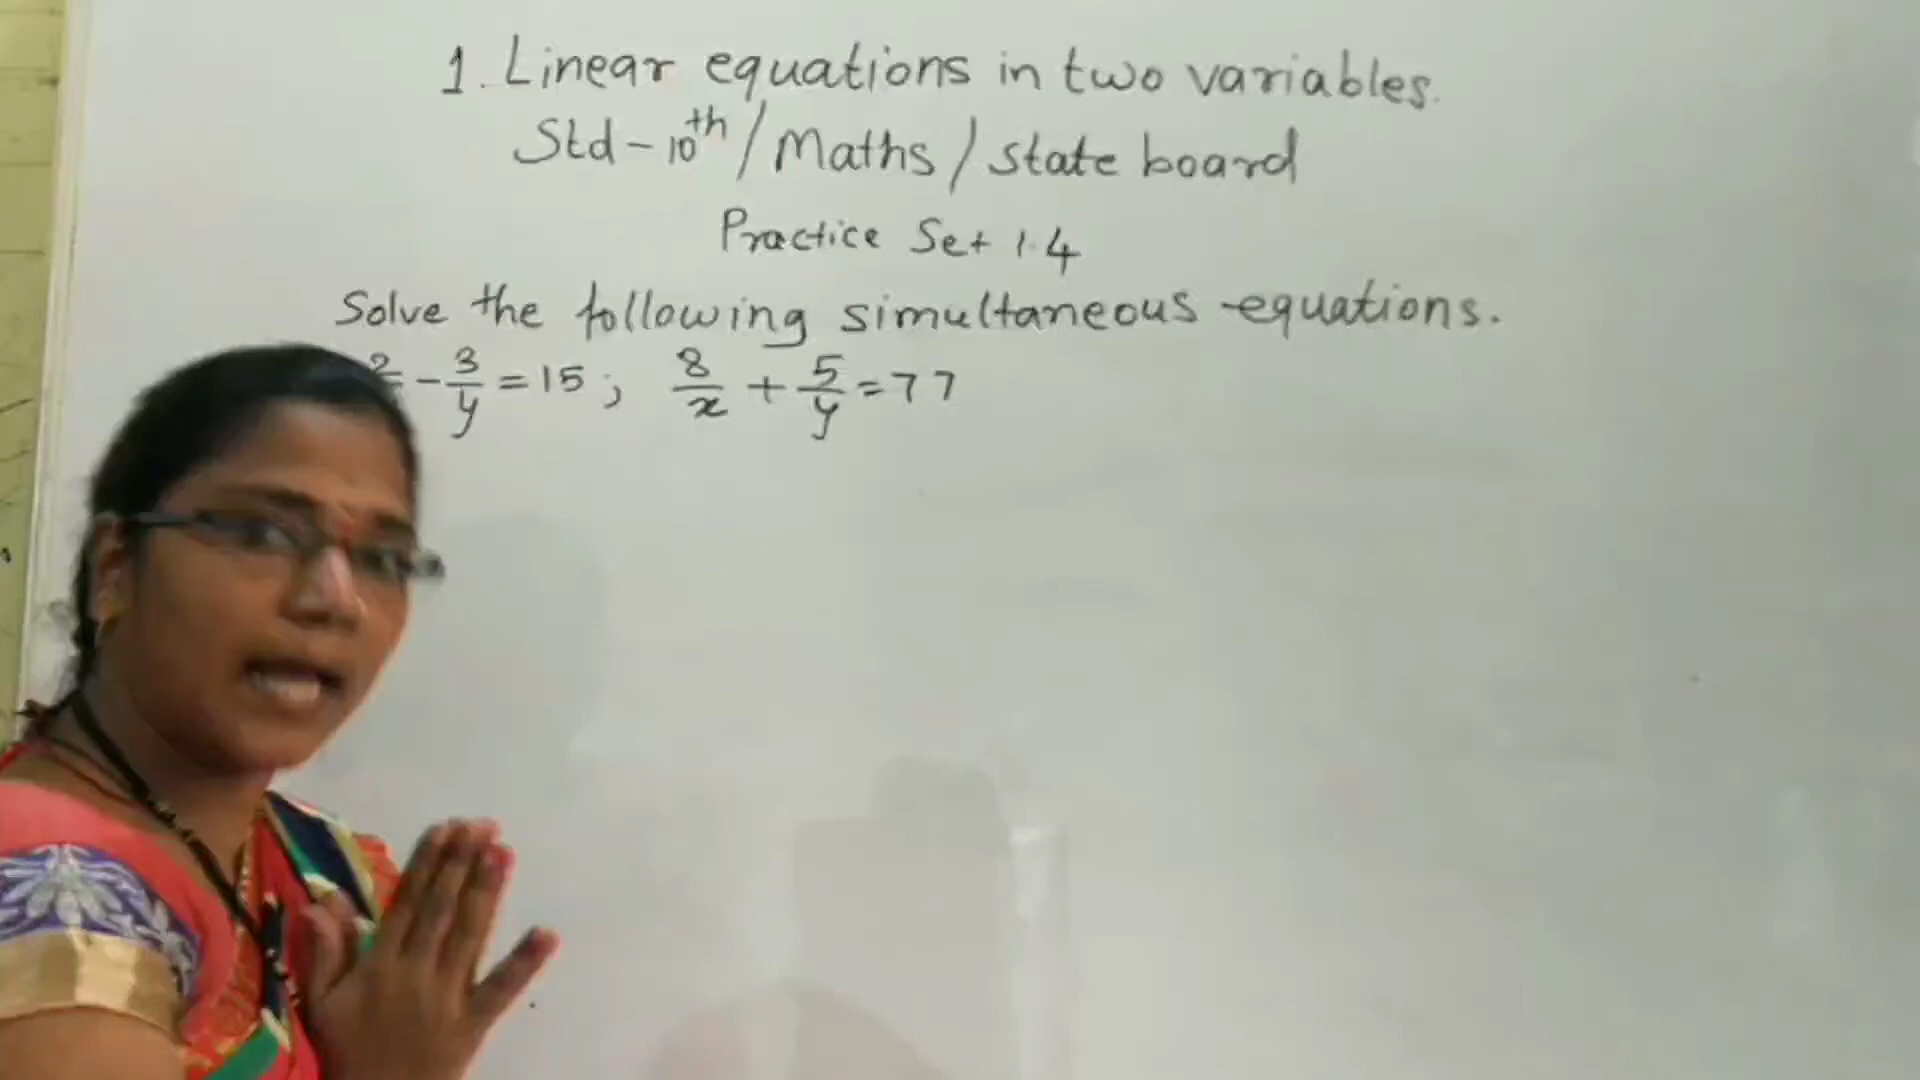 1. Linear equations in two variables.
Std - 10th / Maths / State board
Practice Set 1.4
Solve the following simultaneous equations.
2 - 3/y = 15 ; 8/x + 5/y = 77